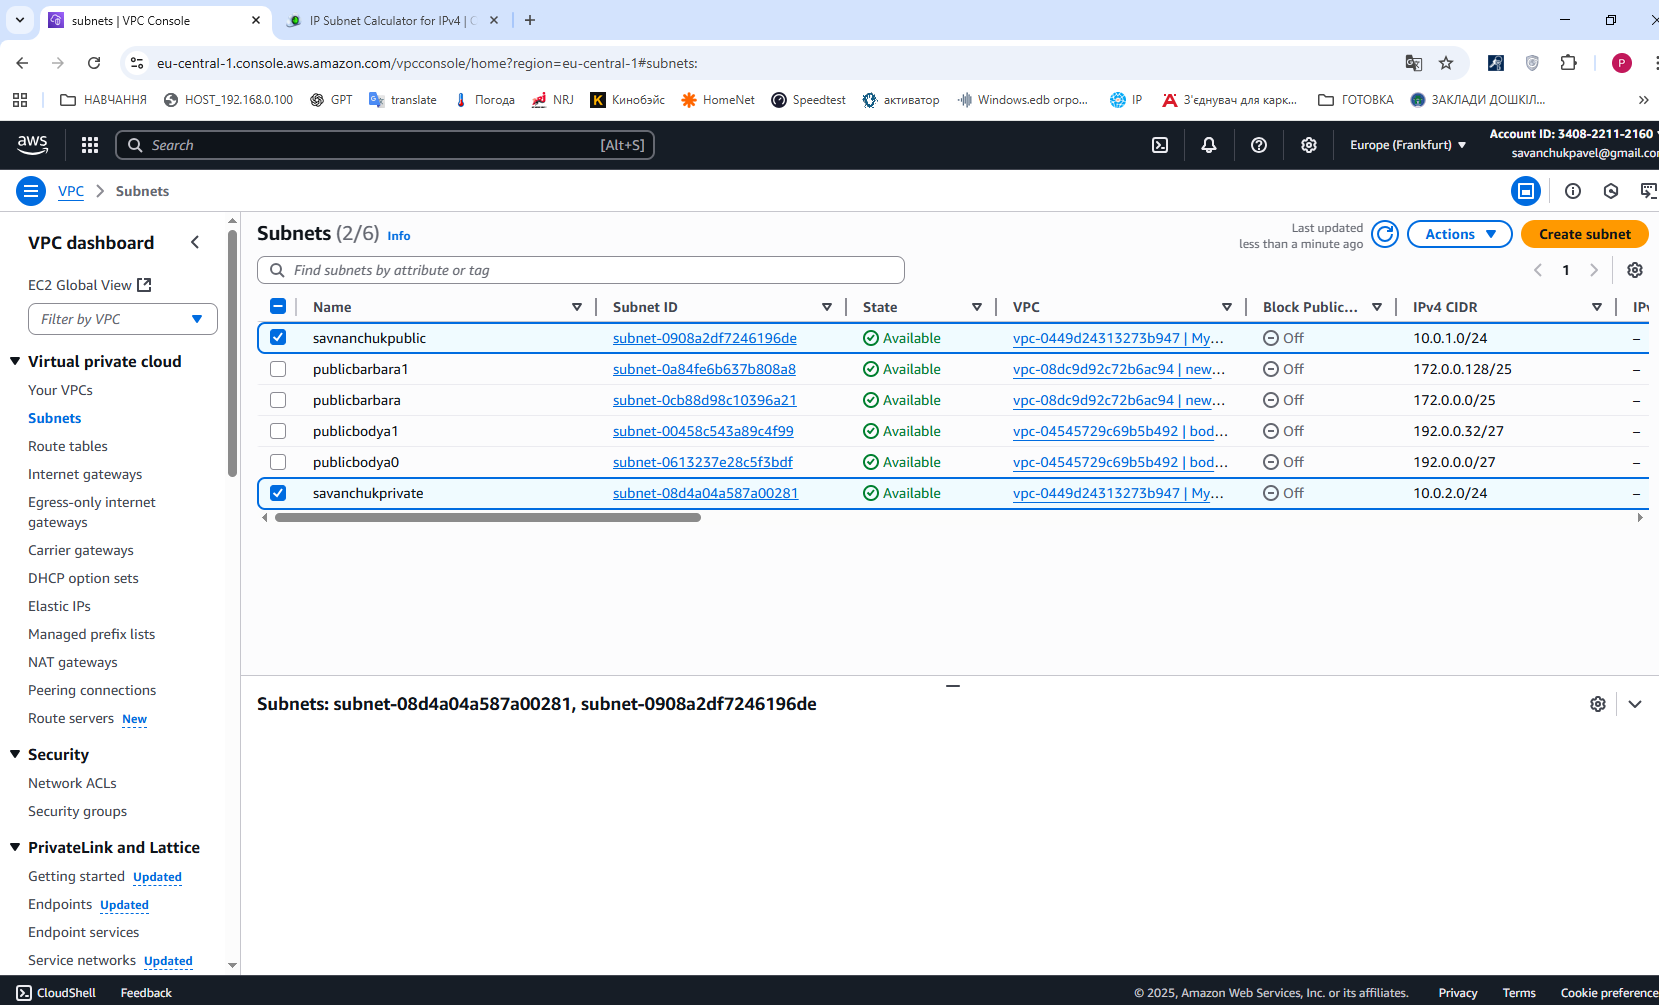 subnets | VPC Console
IP Subnet Calculator for IPv4 | C
eu-central-1.console.aws.amazon.com/vpcconsole/home?region=eu-central-1#subnets:
P
НАВЧАННЯ
HOST_192.168.0.100
GPT
translate
Погода
NRJ
Кинобэйс
HomeNet
Speedtest
активатор
Windows.edb огро...
IP
З'єднувач для карк...
ГОТОВКА
ЗАКЛАДИ ДОШКІЛ...
aws
Search [Alt+S]
Europe (Frankfurt)
Account ID: 3408-2211-2160
savanchukpavel@gmail.co
VPC
Subnets
VPC dashboard
EC2 Global View
Filter by VPC
Virtual private cloud
Your VPCs
Subnets
Route tables
Internet gateways
Egress-only internet
gateways
Carrier gateways
DHCP option sets
Elastic IPs
Managed prefix lists
NAT gateways
Peering connections
Route servers New
Security
Network ACLs
Security groups
PrivateLink and Lattice
Getting started Updated
Endpoints Updated
Endpoint services
Service networks Updated
Subnets (2/6) Info
Last updated
less than a minute ago
Actions
Create subnet
Find subnets by attribute or tag
1
Name Subnet ID State VPC Block Public... IPv4 CIDR IPv
savnanchukpublic subnet-0908a2df7246196de Available vpc-0449d24313273b947 | My... Off 10.0.1.0/24 –
publicbarbara1 subnet-0a84fe6b637b808a8 Available vpc-08dc9d92c72b6ac94 | new... Off 172.0.0.128/25 –
publicbarbara subnet-0cb88d98c10396a21 Available vpc-08dc9d92c72b6ac94 | new... Off 172.0.0.0/25 –
publicbodya1 subnet-00458c543a89c4f99 Available vpc-04545729c69b5b492 | bod... Off 192.0.0.32/27 –
publicbodya0 subnet-0613237e28c5f3bdf Available vpc-04545729c69b5b492 | bod... Off 192.0.0.0/27 –
savanchukprivate subnet-08d4a04a587a00281 Available vpc-0449d24313273b947 | My... Off 10.0.2.0/24 –
Subnets: subnet-08d4a04a587a00281, subnet-0908a2df7246196de
CloudShell
Feedback
© 2025, Amazon Web Services, Inc. or its affiliates.
Privacy
Terms
Cookie preference